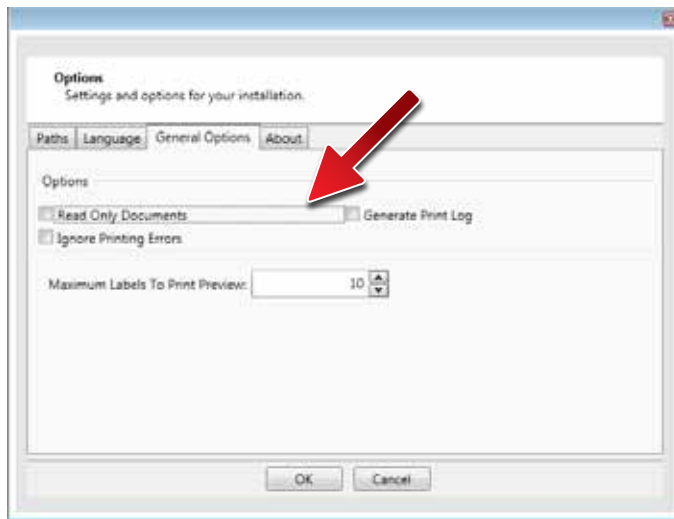 Options
Settings and options for your installation.
Paths Language General Options About
Options
Read Only Documents Generate Print Log
Ignore Printing Errors
Maximum Labels To Print Preview: 10
OK Cancel